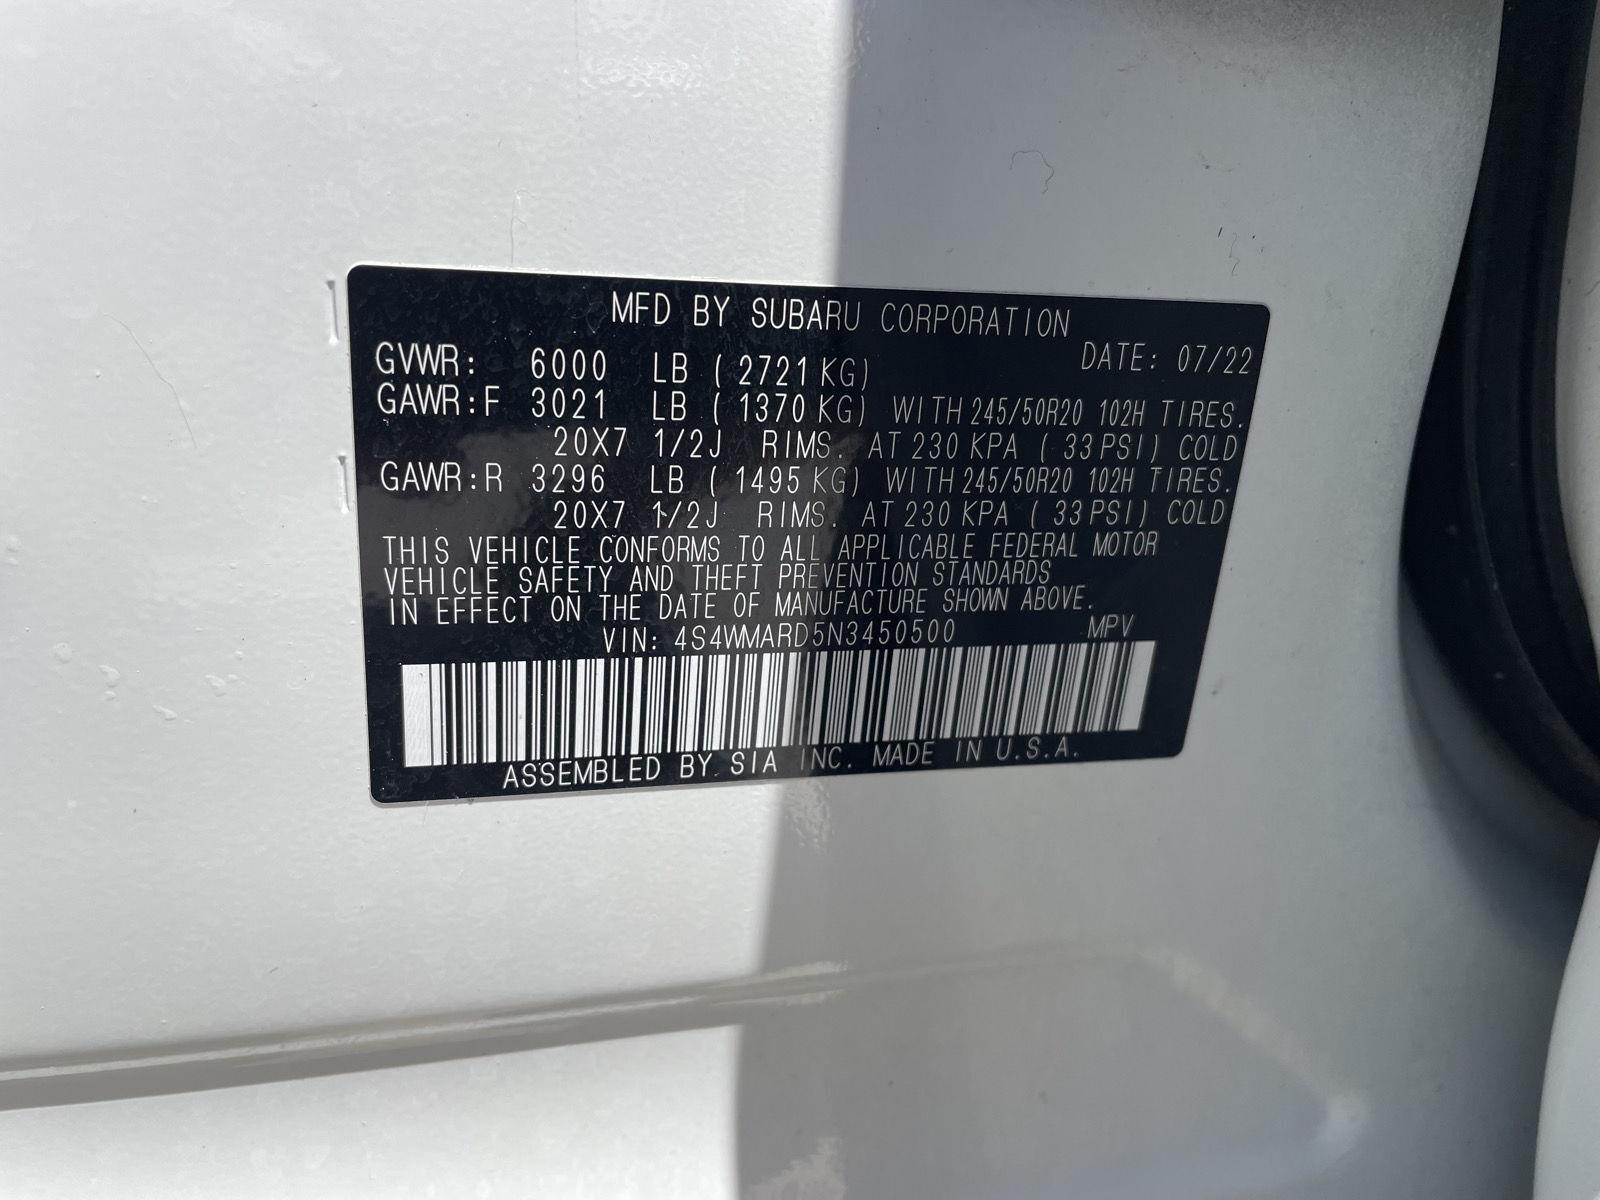 MFD BY SUBARU CORPORATION
GVWR: 6000 LB ( 2721 KG) DATE: 07/22
GAWR:F 3021 LB ( 1370 KG) WITH 245/50R20 102H TIRES.
20X7 1/2J RIMS. AT 230 KPA ( 33 PSI) COLD
GAWR:R 3296 LB ( 1495 KG) WITH 245/50R20 102H TIRES.
20X7 1/2J RIMS. AT 230 KPA ( 33 PSI) COLD
THIS VEHICLE CONFORMS TO ALL APPLICABLE FEDERAL MOTOR
VEHICLE SAFETY AND THEFT PREVENTION STANDARDS
IN EFFECT ON THE DATE OF MANUFACTURE SHOWN ABOVE.
VIN: 4S4WMARD5N3450500 MPV
ASSEMBLED BY SIA INC. MADE IN U.S.A.